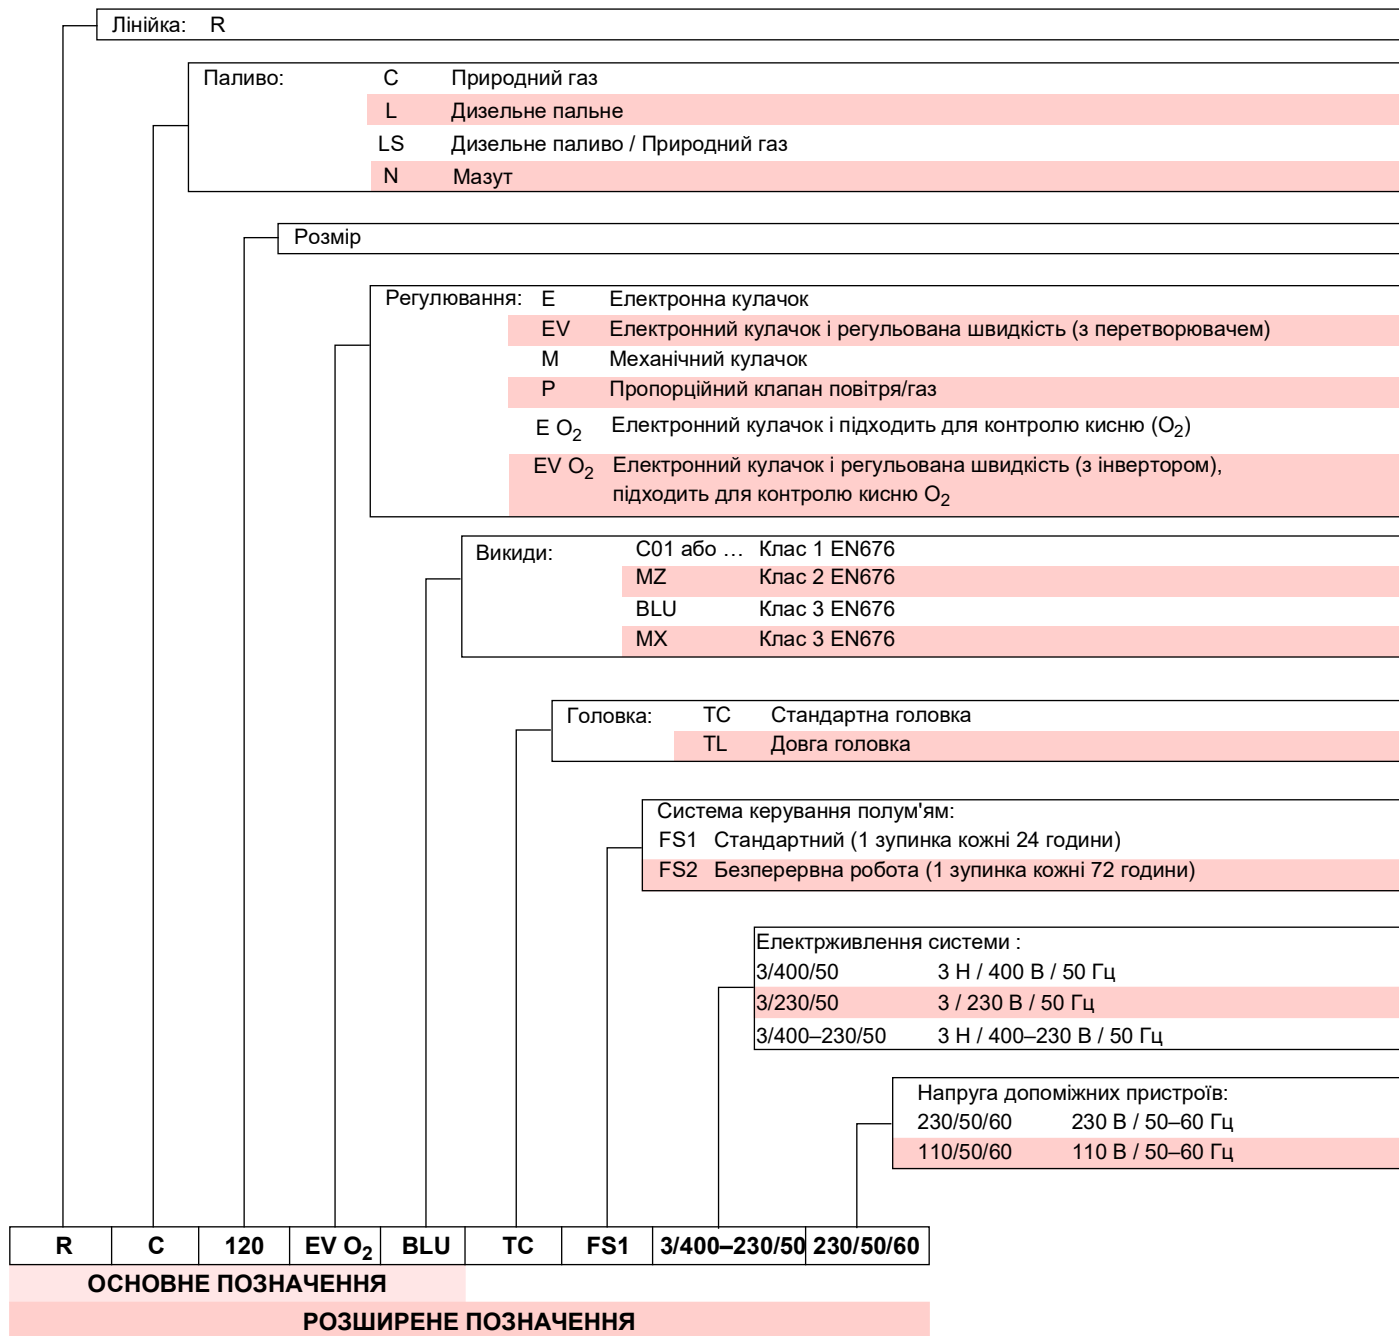 Лінійка: R
Паливо: C Природний газ
L Дизельне пальне
LS Дизельне паливо / Природний газ
N Мазут
Розмір
Регулювання: E Електронна кулачок
EV Електронний кулачок і регульована швидкість (з перетворювачем)
M Механічний кулачок
P Пропорційний клапан повітря/газ
E O₂ Електронний кулачок і підходить для контролю кисню (O₂)
EV O₂ Електронний кулачок і регульована швидкість (з інвертором),
підходить для контролю кисню O₂
Викиди: C01 або … Клас 1 EN676
MZ Клас 2 EN676
BLU Клас 3 EN676
MX Клас 3 EN676
Головка: TC Стандартна головка
TL Довга головка
Система керування полум'ям:
FS1 Стандартний (1 зупинка кожні 24 години)
FS2 Безперервна робота (1 зупинка кожні 72 години)
Електрживлення системи :
3/400/50 3 Н / 400 В / 50 Гц
3/230/50 3 / 230 В / 50 Гц
3/400–230/50 3 Н / 400–230 В / 50 Гц
Напруга допоміжних пристроїв:
230/50/60 230 В / 50–60 Гц
110/50/60 110 В / 50–60 Гц
R C 120 EV O₂ BLU TC FS1 3/400–230/50 230/50/60
ОСНОВНЕ ПОЗНАЧЕННЯ
РОЗШИРЕНЕ ПОЗНАЧЕННЯ